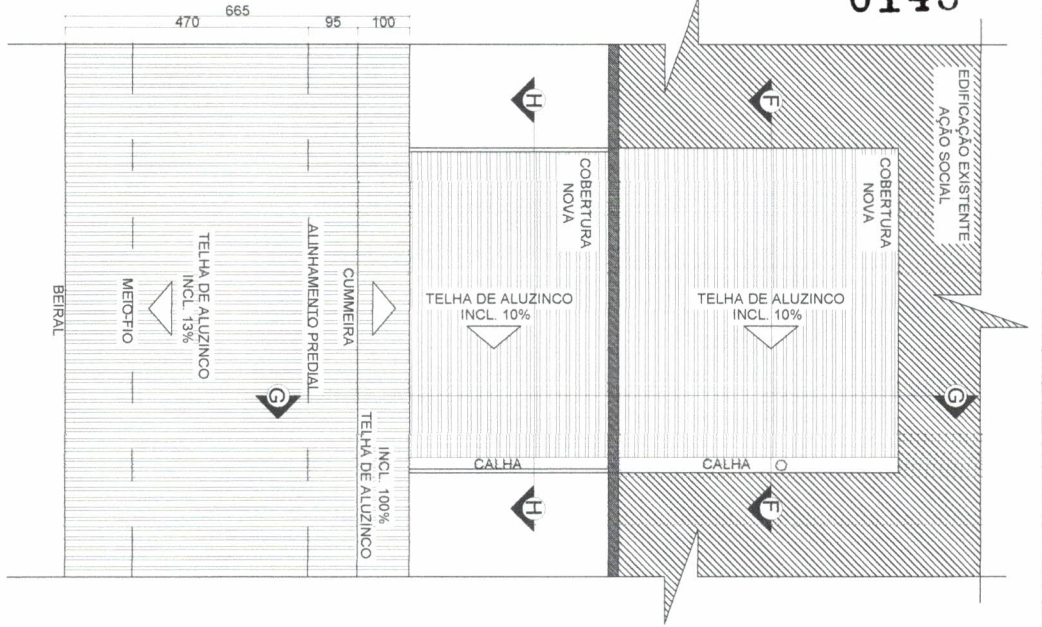 0145
665
470
95
100
EDIFICAÇÃO EXISTENTE
AÇÃO SOCIAL
H
F
COBERTURA
NOVA
COBERTURA
NOVA
TELHA DE ALUZINCO
INCL. 10%
TELHA DE ALUZINCO
INCL. 10%
BEIRAL
MEIO-FIO
TELHA DE ALUZINCO
INCL. 13%
ALINHAMENTO PREDIAL
CUMMEIRA
G
G
INCL. 100%
TELHA DE ALUZINCO
CALHA
CALHA
H
F